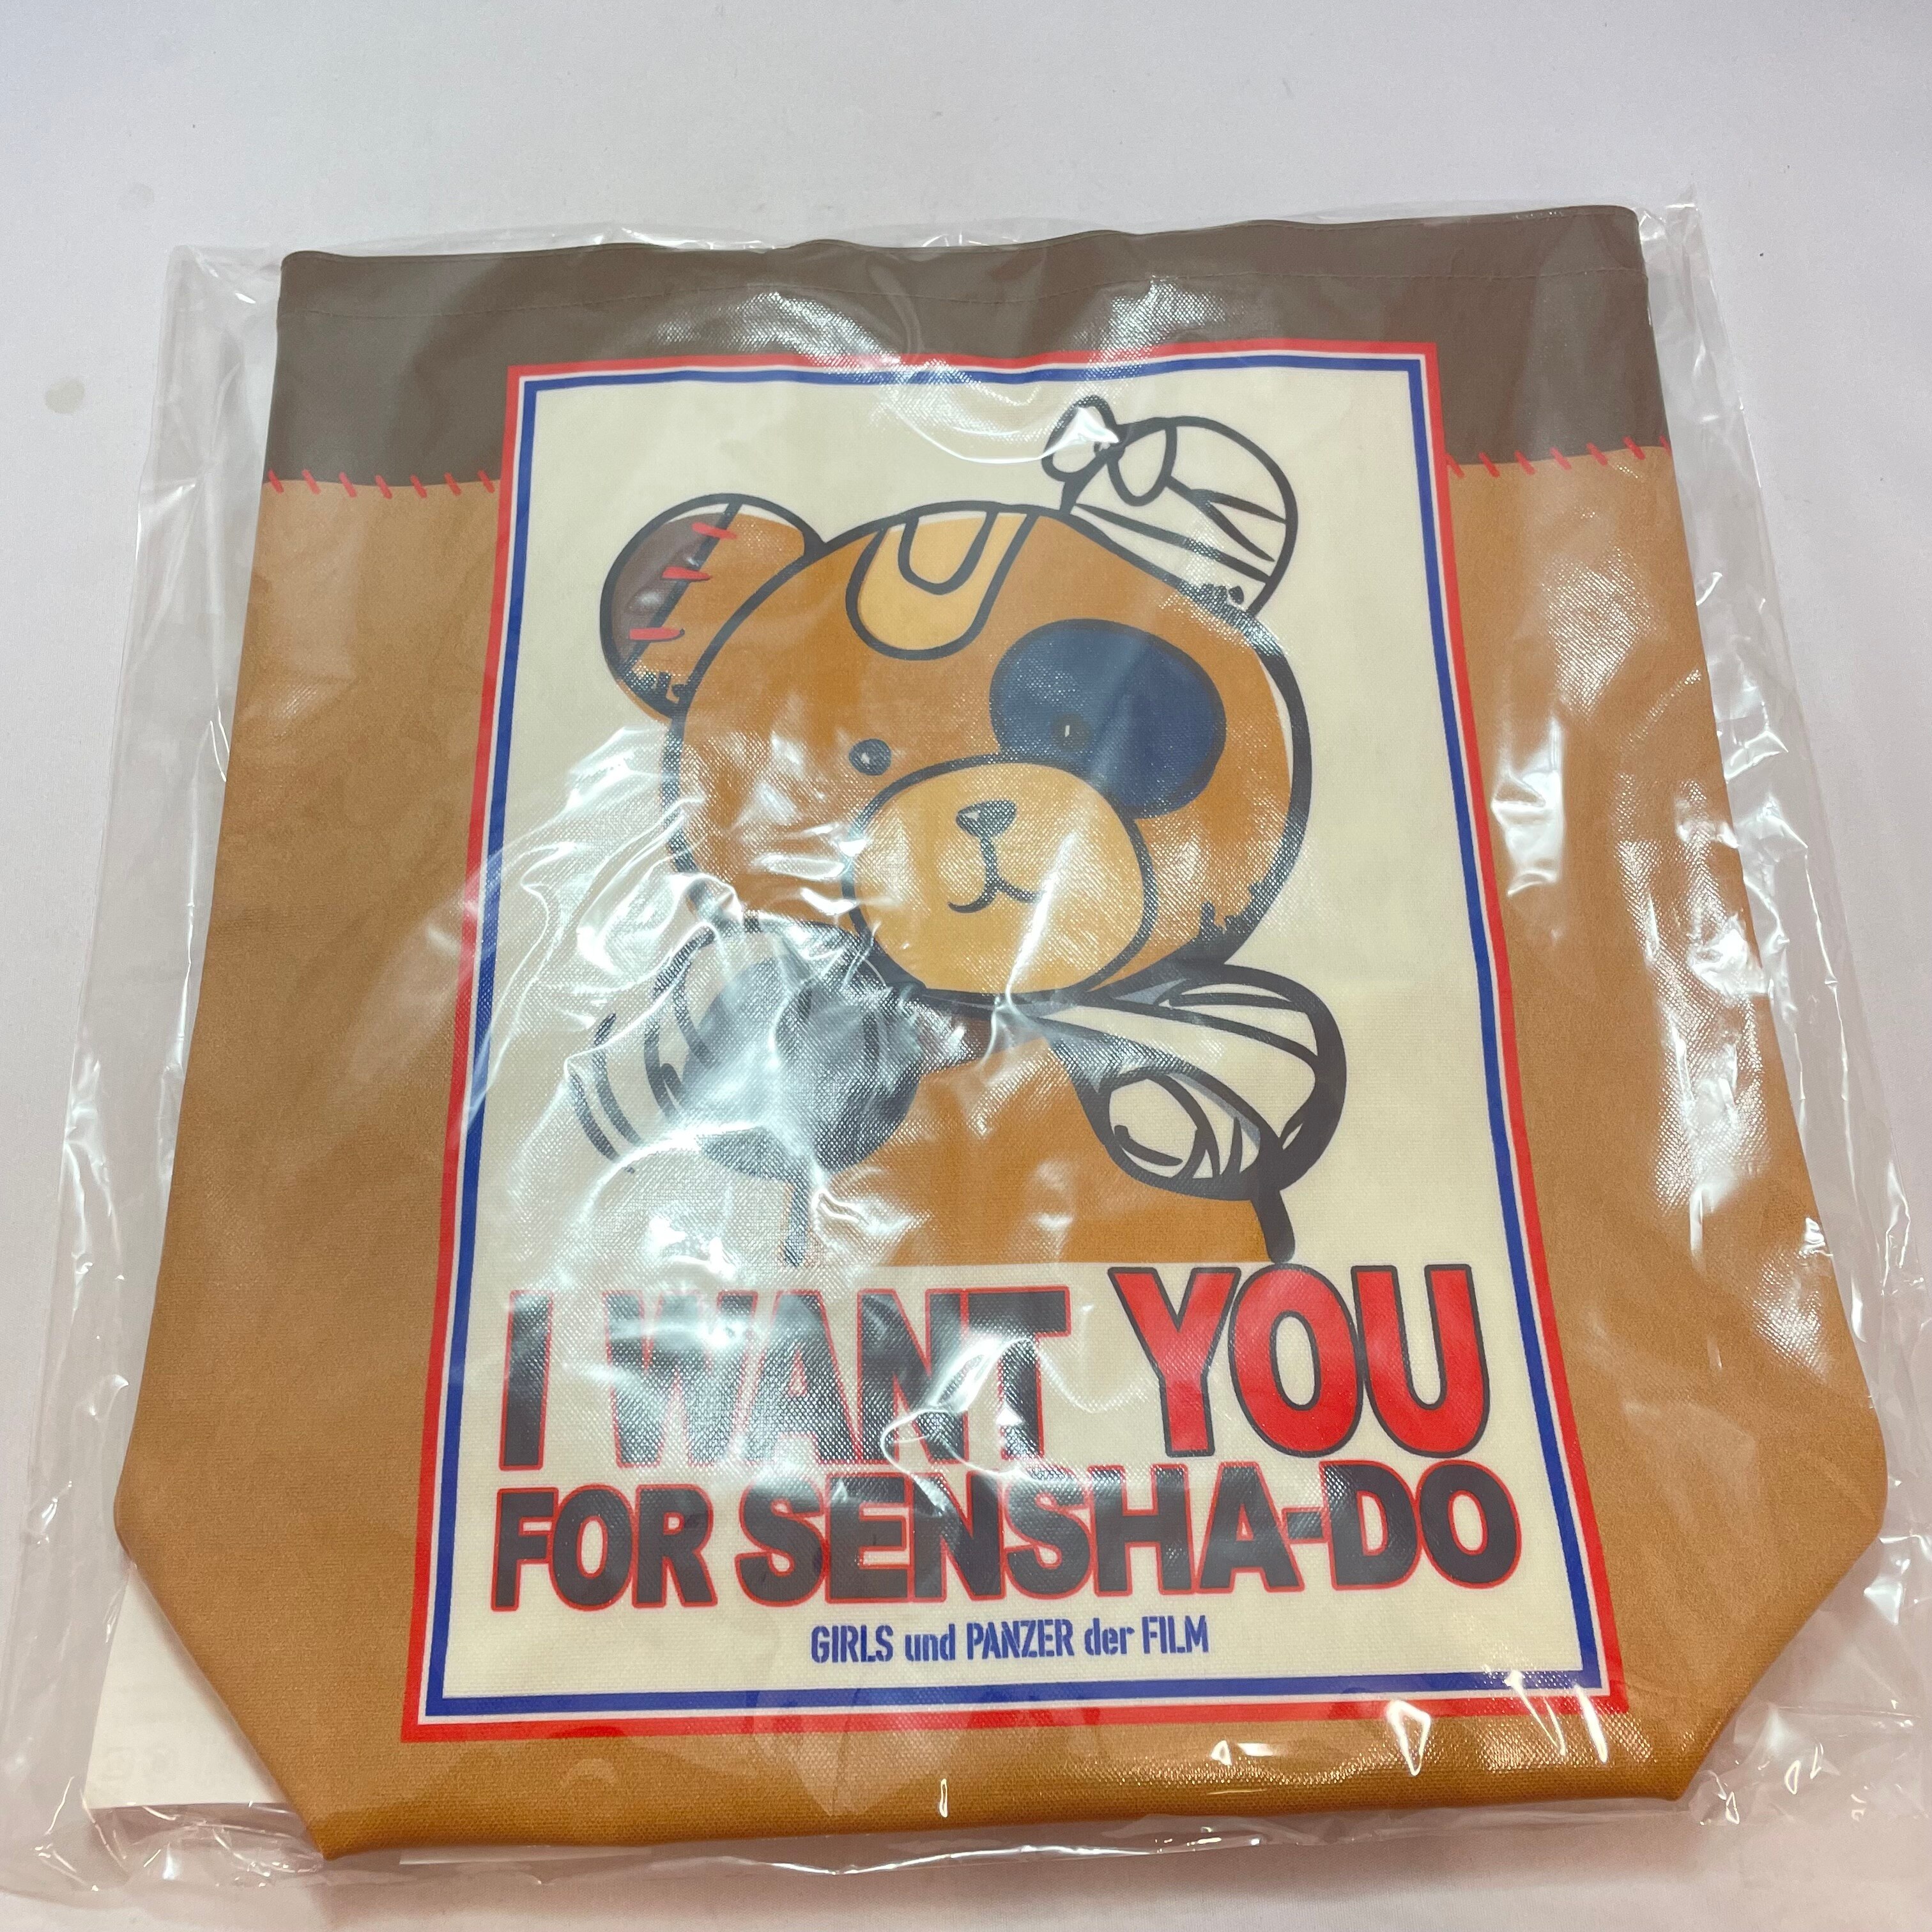 I WANT YOU
FOR SENSHA-DO
GIRLS und PANZER der FILM